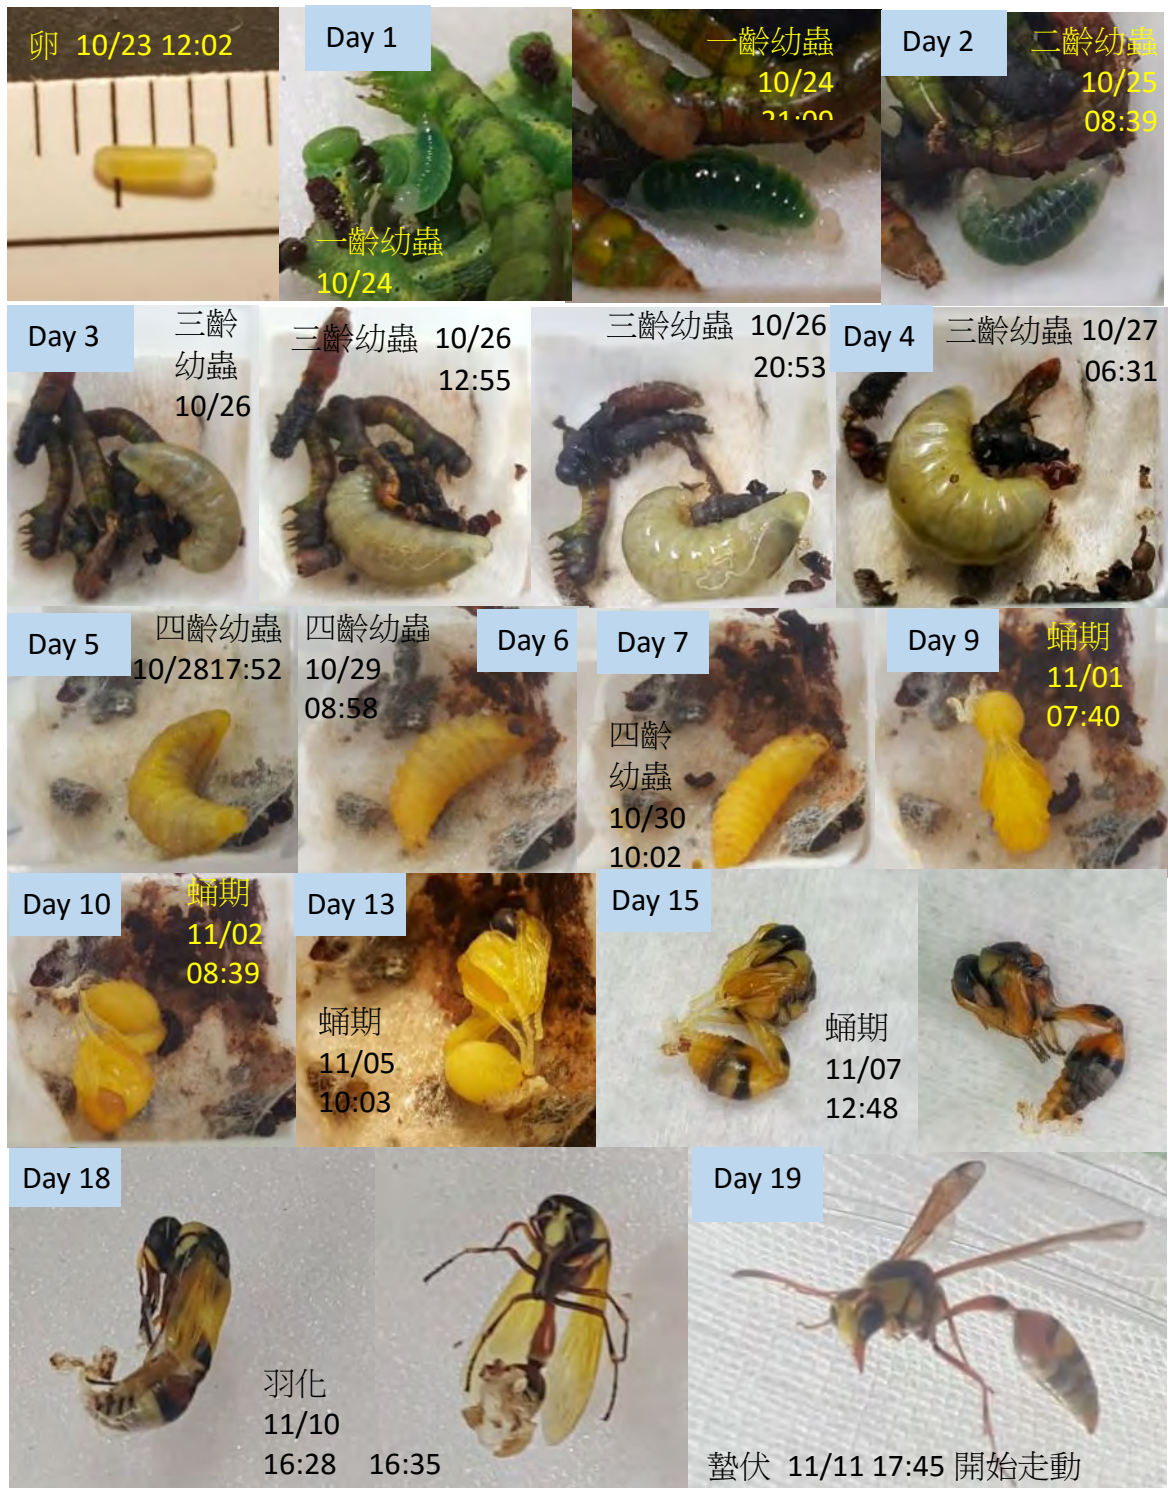 卵 10/23 12:02
Day 1
一齡幼蟲
10/24
一齡幼蟲
10/24
21:09
Day 2
二齡幼蟲
10/25
08:39
Day 3
三齡
幼蟲
10/26
三齡幼蟲 10/26
12:55
三齡幼蟲 10/26
20:53
Day 4
三齡幼蟲 10/27
06:31
Day 5
四齡幼蟲
10/2817:52
四齡幼蟲
10/29
08:58
Day 6
Day 7
四齡
幼蟲
10/30
10:02
Day 9
蛹期
11/01
07:40
Day 10
蛹期
11/02
08:39
Day 13
蛹期
11/05
10:03
Day 15
蛹期
11/07
12:48
Day 18
羽化
11/10
16:28 16:35
Day 19
蟄伏 11/11 17:45 開始走動